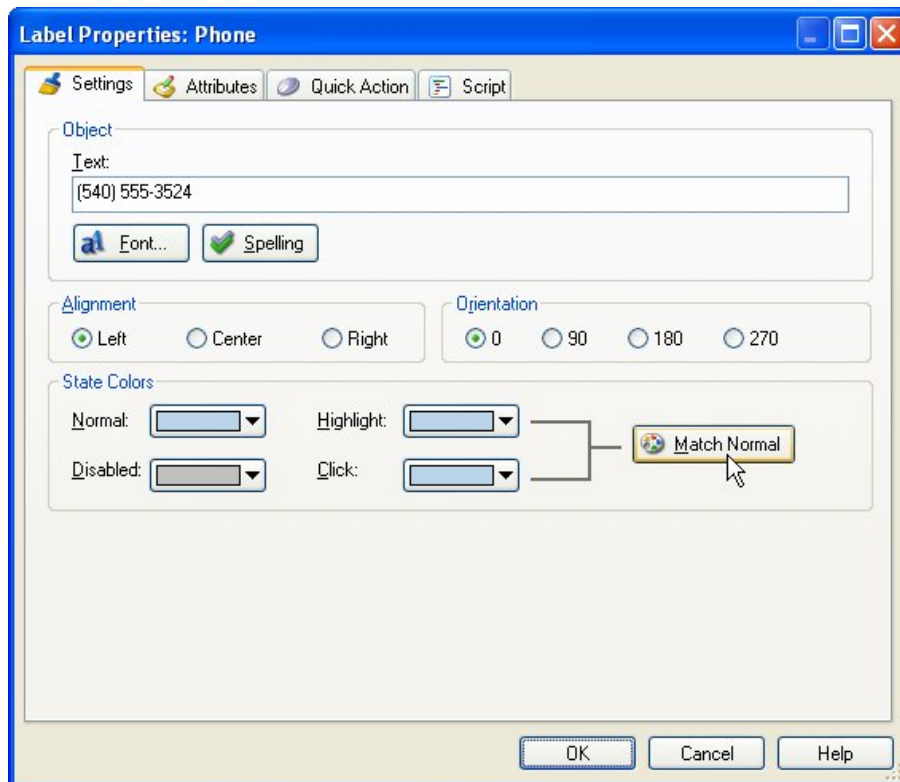 Label Properties: Phone
Settings Attributes Quick Action Script
Object
Text:
(540) 555-3524
Font... Spelling
Alignment Orientation
Left Center Right 0 90 180 270
State Colors
Normal: Highlight:
Match Normal
Disabled: Click:
OK Cancel Help